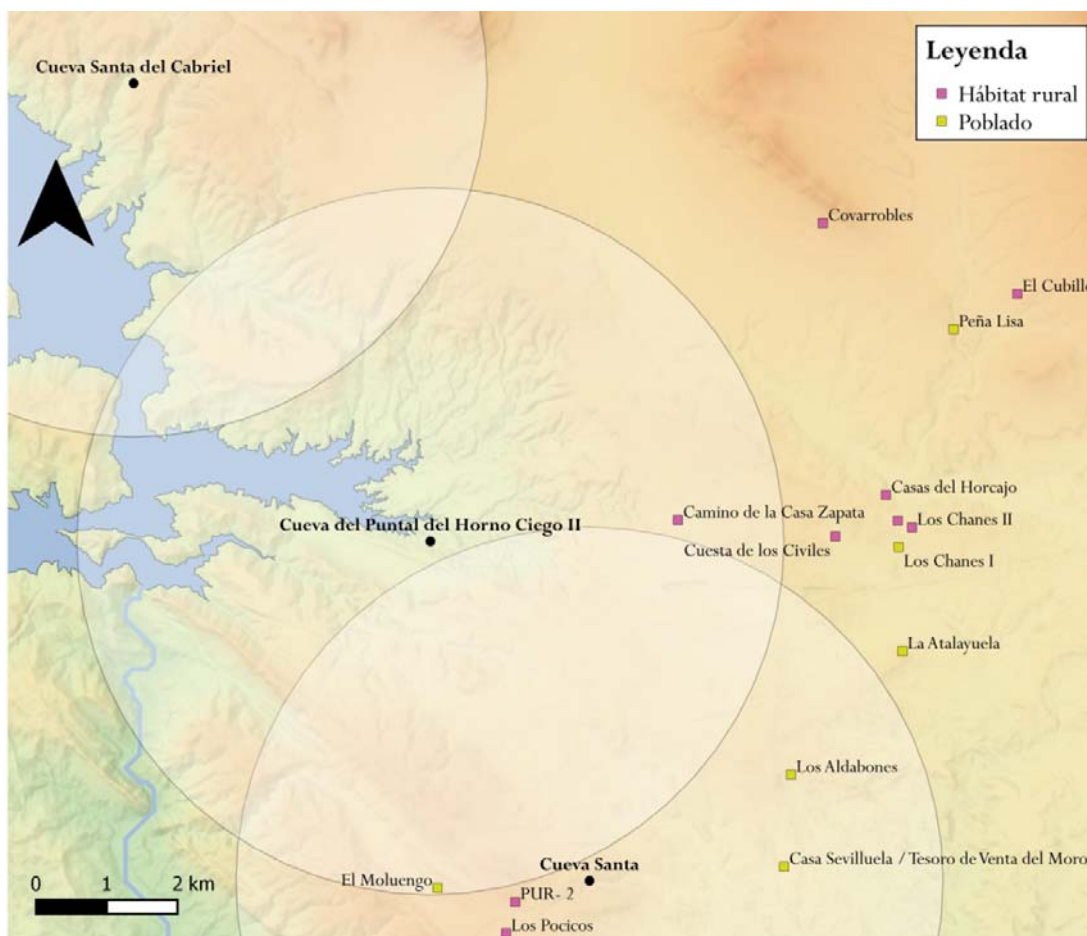 Cueva Santa del Cabriel
Leyenda
Hábitat rural
Poblado
Covarrobles
El Cubillo
Peña Lisa
Casas del Horcajo
Camino de la Casa Zapata
Los Chanes II
Cueva del Puntal del Horno Ciego II
Cuesta de los Civiles
Los Chanes I
La Atalayuela
Los Aldabones
Cueva Santa
Casa Sevilluela / Tesoro de Venta del Moro
El Moluengo
PUR- 2
Los Pocicos
0 1 2 km